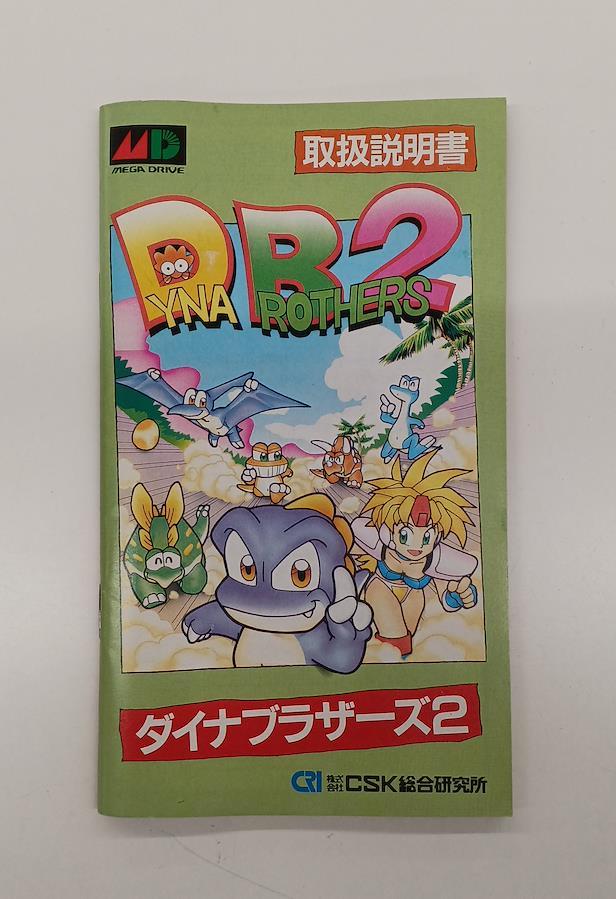 MD
MEGA DRIVE
取扱説明書
DYNA BROTHERS 2
ダイナブラザーズ2
CRI 株式会社 CSK総合研究所